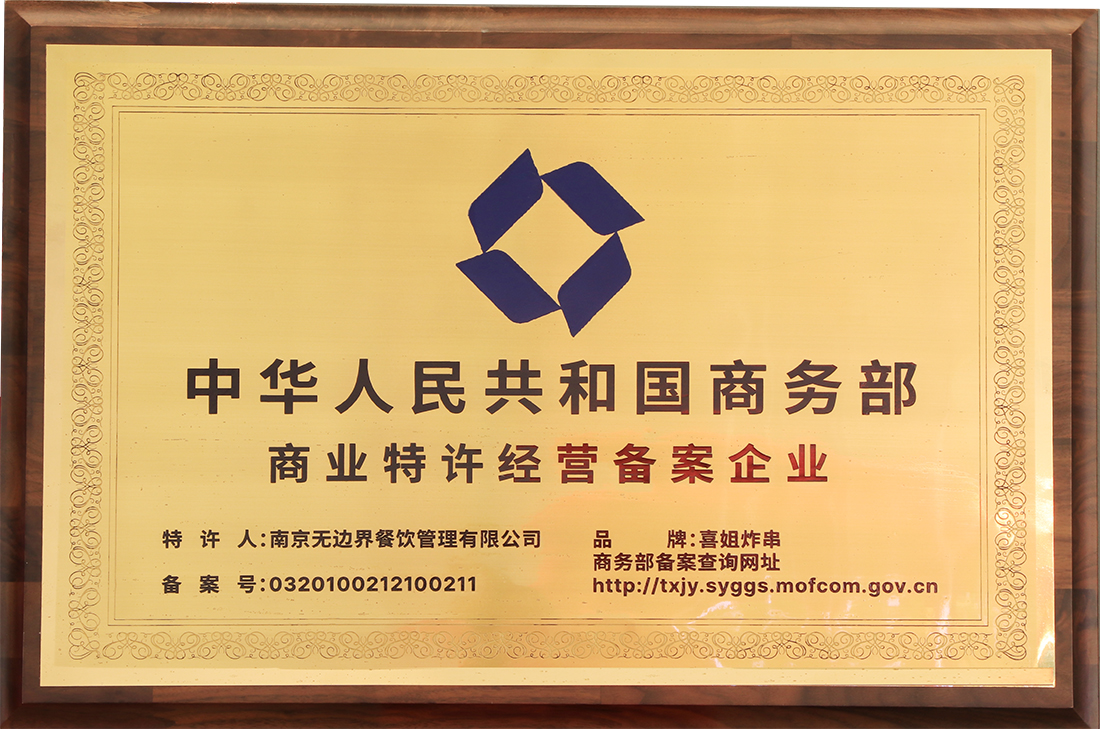 中华人民共和国商务部
商业特许经营备案企业
特许人:南京无边界餐饮管理有限公司
备案号:0320100212100211
品牌:喜姐炸串
商务部备案查询网址
http://txjy.syggs.mofcom.gov.cn